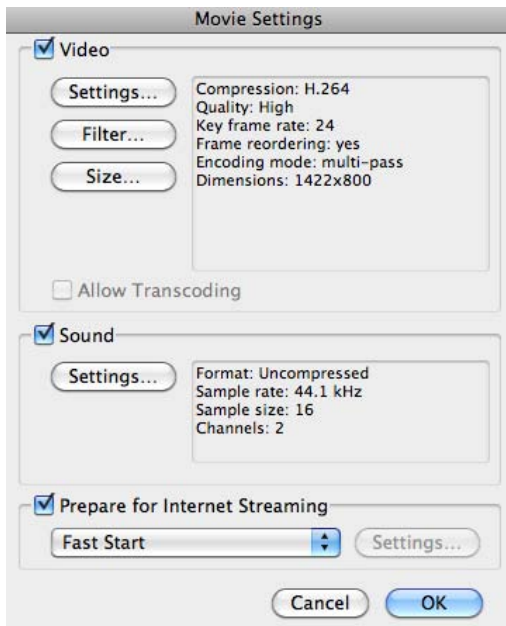 Movie Settings
Video
Settings...
Filter...
Size...
Compression: H.264
Quality: High
Key frame rate: 24
Frame reordering: yes
Encoding mode: multi-pass
Dimensions: 1422x800
Allow Transcoding
Sound
Settings...
Format: Uncompressed
Sample rate: 44.1 kHz
Sample size: 16
Channels: 2
Prepare for Internet Streaming
Fast Start
Settings...
Cancel
OK